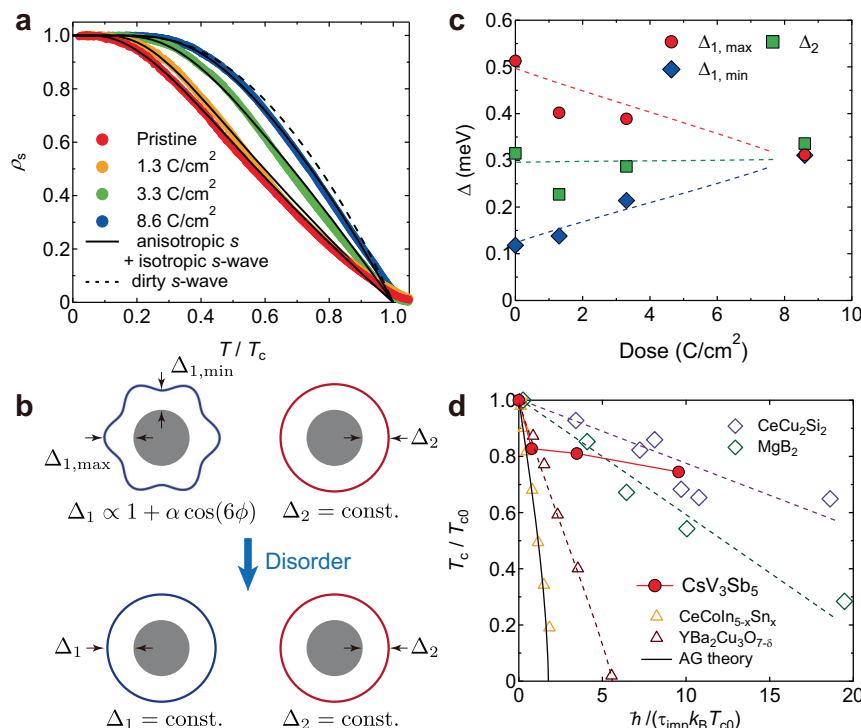 a
1.0
0.8
0.6
0.4
0.2
0
ρs
Pristine
1.3 C/cm²
3.3 C/cm²
8.6 C/cm²
anisotropic s
+ isotropic s-wave
dirty s-wave
0
0.2
0.4
0.6
0.8
1.0
T / Tc
b
Δ1,min
Δ1,max
Δ2
Δ1 ∝ 1 + α cos(6ϕ)
Δ2 = const.
Disorder
Δ1
Δ2
Δ1 = const.
Δ2 = const.
c
0.6
0.5
0.4
0.3
0.2
0.1
0
Δ (meV)
Δ1, max
Δ2
Δ1, min
0
2
4
6
8
10
Dose (C/cm²)
d
1.0
0.8
0.6
0.4
0.2
0
Tc / Tc0
CeCu2Si2
MgB2
CsV3Sb5
CeCoIn5-xSnx
YBa2Cu3O7-δ
AG theory
0
5
10
15
20
ℏ /(τimpkBTc0)